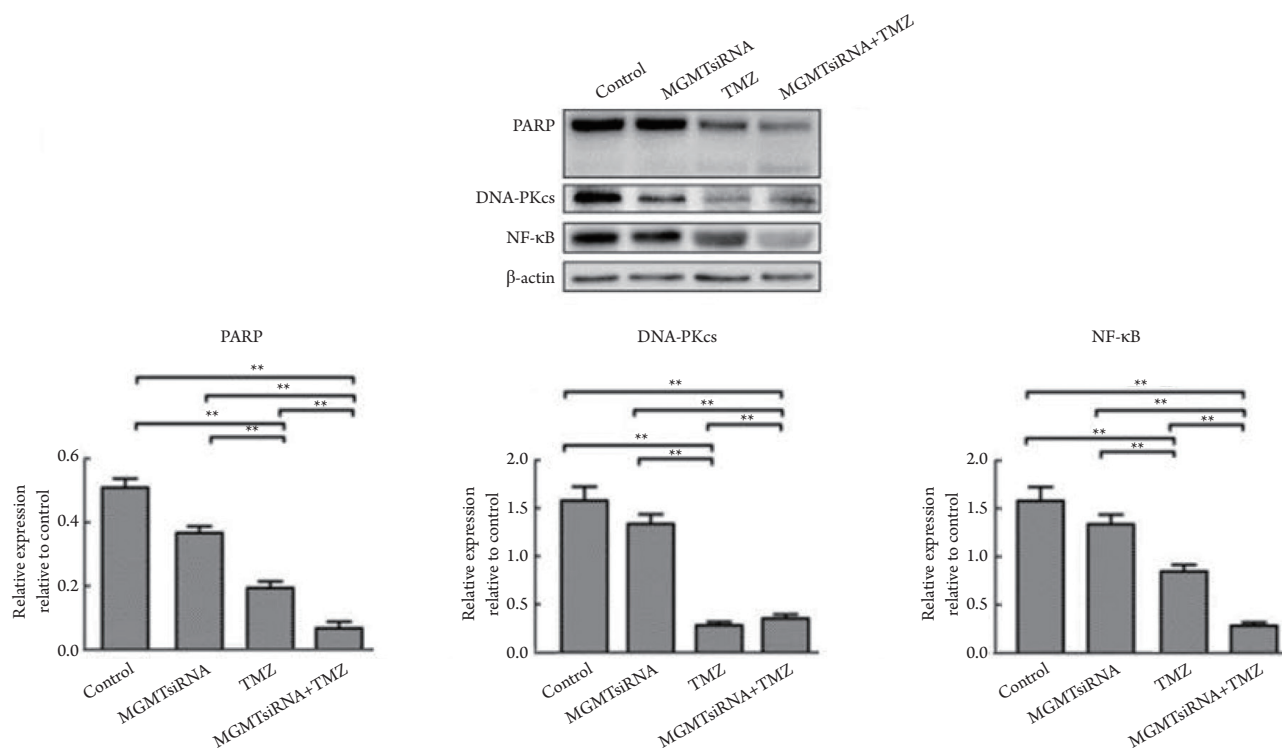 Control
MGMTsiRNA
TMZ
MGMTsiRNA+TMZ
PARP
DNA-PKcs
NF-κB
β-actin
PARP
**
**
**
**
**
Relative expression
relative to control
0.6
0.4
0.2
0.0
Control
MGMTsiRNA
TMZ
MGMTsiRNA+TMZ
DNA-PKcs
**
**
**
**
**
Relative expression
relative to control
2.0
1.5
1.0
0.5
0.0
Control
MGMTsiRNA
TMZ
MGMTsiRNA+TMZ
NF-κB
**
**
**
**
**
Relative expression
relative to control
2.0
1.5
1.0
0.5
0.0
Control
MGMTsiRNA
TMZ
MGMTsiRNA+TMZ